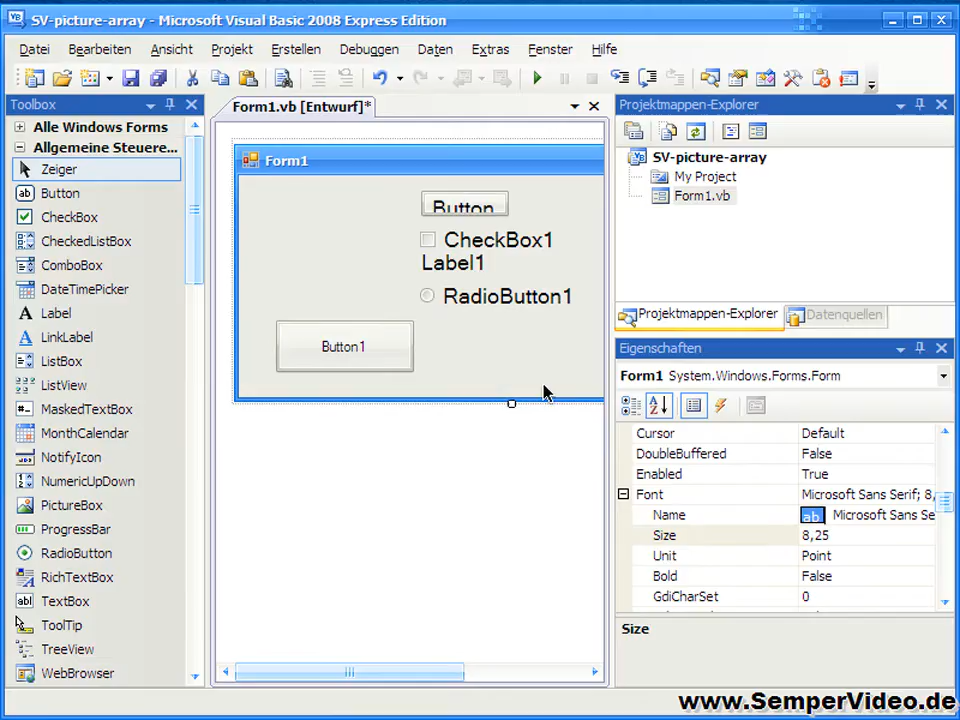 SV-picture-array - Microsoft Visual Basic 2008 Express Edition
Datei Bearbeiten Ansicht Projekt Erstellen Debuggen Daten Extras Fenster Hilfe
Toolbox
Alle Windows Forms
Allgemeine Steuere...
Zeiger
Button
CheckBox
CheckedListBox
ComboBox
DateTimePicker
Label
LinkLabel
ListBox
ListView
MaskedTextBox
MonthCalendar
NotifyIcon
NumericUpDown
PictureBox
ProgressBar
RadioButton
RichTextBox
TextBox
ToolTip
TreeView
WebBrowser
Form1.vb [Entwurf]*
Form1
Button
CheckBox1
Label1
RadioButton1
Button1
Projektmappen-Explorer
SV-picture-array
My Project
Form1.vb
Projektmappen-Explorer Datenquellen
Eigenschaften
Form1 System.Windows.Forms.Form
Cursor Default
DoubleBuffered False
Enabled True
Font Microsoft Sans Serif; 8,
Name ab Microsoft Sans Se
Size 8,25
Unit Point
Bold False
GdiCharSet 0
Size
www.SemperVideo.de